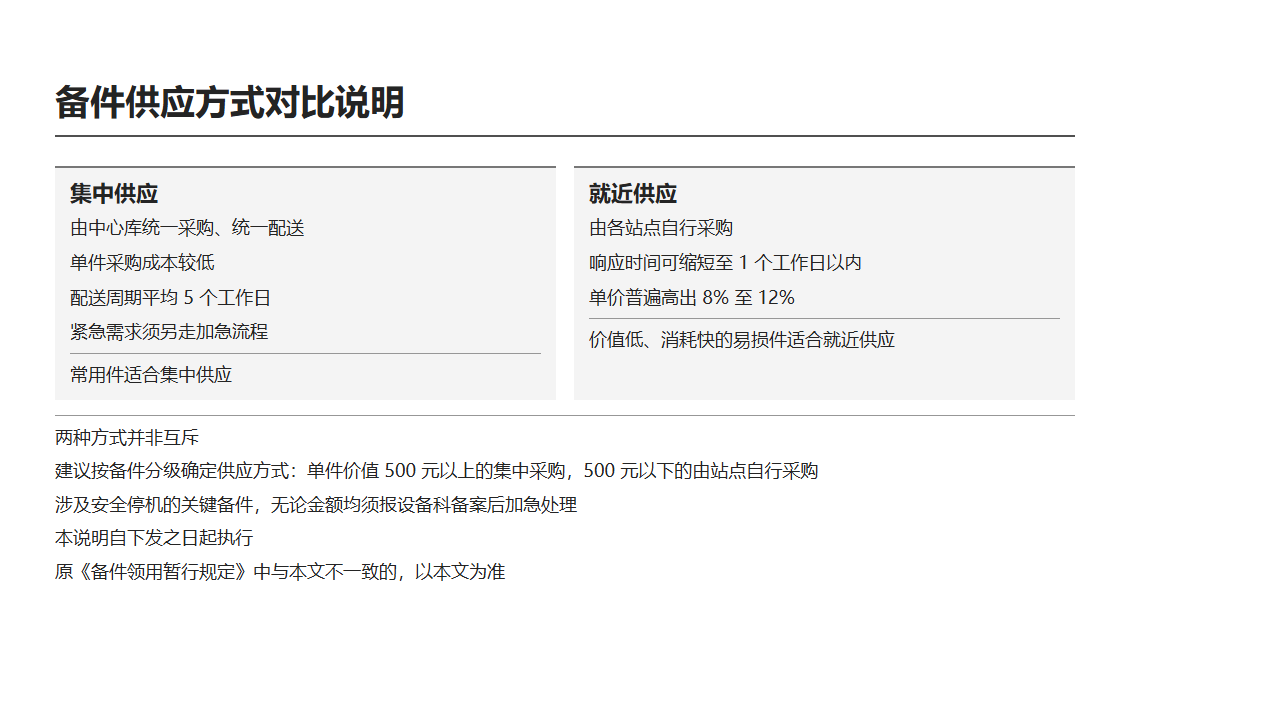 备件供应方式对比说明
集中供应
由中心库统一采购、统一配送
单件采购成本较低
配送周期平均 5 个工作日
紧急需求须另走加急流程
常用件适合集中供应
就近供应
由各站点自行采购
响应时间可缩短至 1 个工作日以内
单价普遍高出 8% 至 12%
价值低、消耗快的易损件适合就近供应
两种方式并非互斥
建议按备件分级确定供应方式：单件价值 500 元以上的集中采购，500 元以下的由站点自行采购
涉及安全停机的关键备件，无论金额均须报设备科备案后加急处理
本说明自下发之日起执行
原《备件领用暂行规定》中与本文不一致的，以本文为准